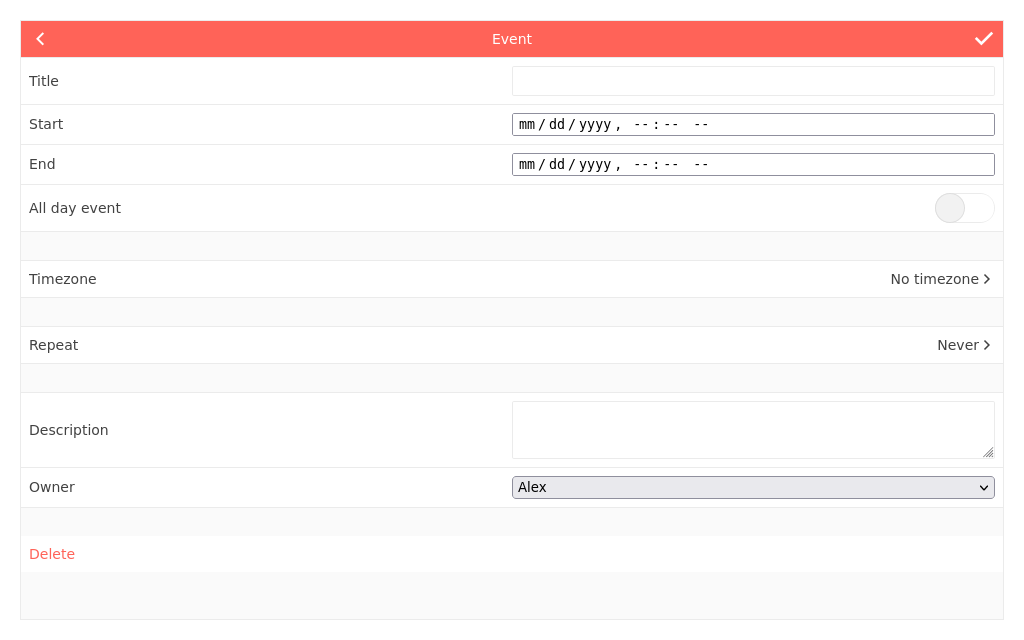 Event
Title
Start mm/dd/yyyy, --:-- --
End mm/dd/yyyy, --:-- --
All day event
Timezone No timezone
Repeat Never
Description
Owner Alex
Delete